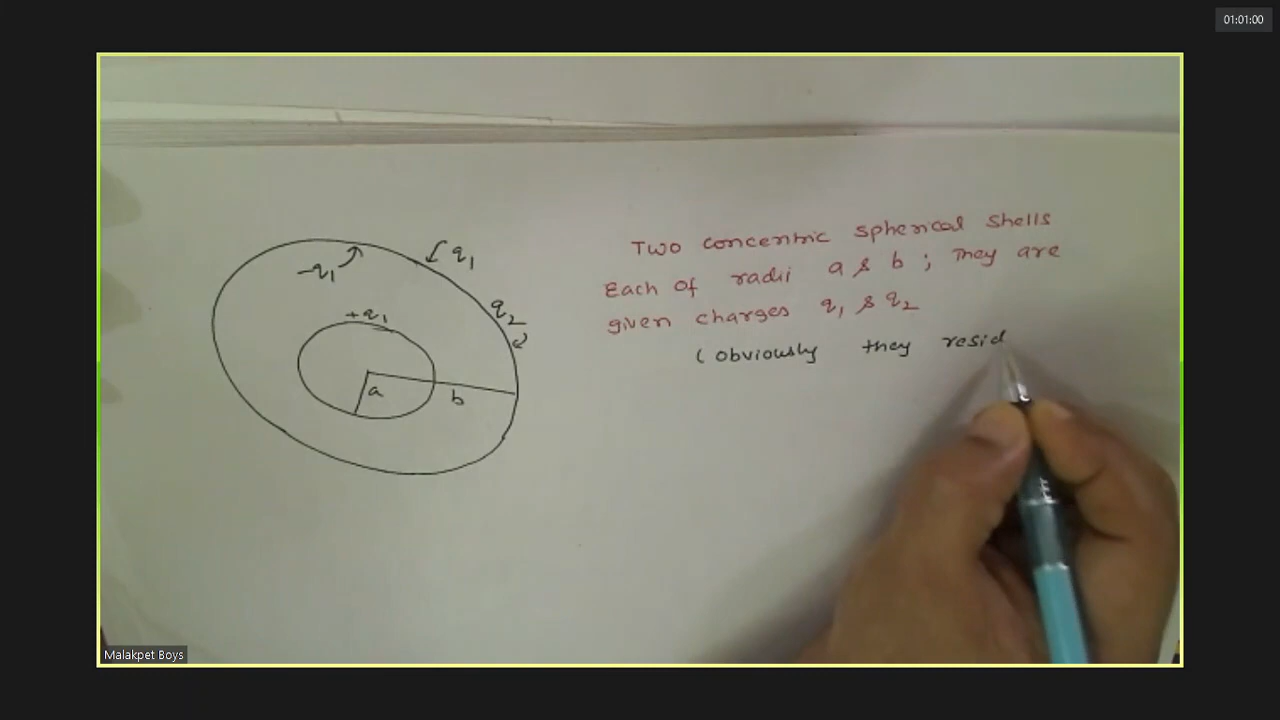 01:01:00
Two concentric spherical shells
Each of radii a & b ; They are
given charges q₁ & q₂
( obviously they resid
-q₁
q₁
q₂
+q₁
a
b
Malakpet Boys